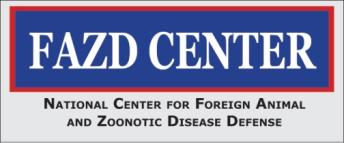 FAZD CENTER
NATIONAL CENTER FOR FOREIGN ANIMAL
AND ZOONOTIC DISEASE DEFENSE